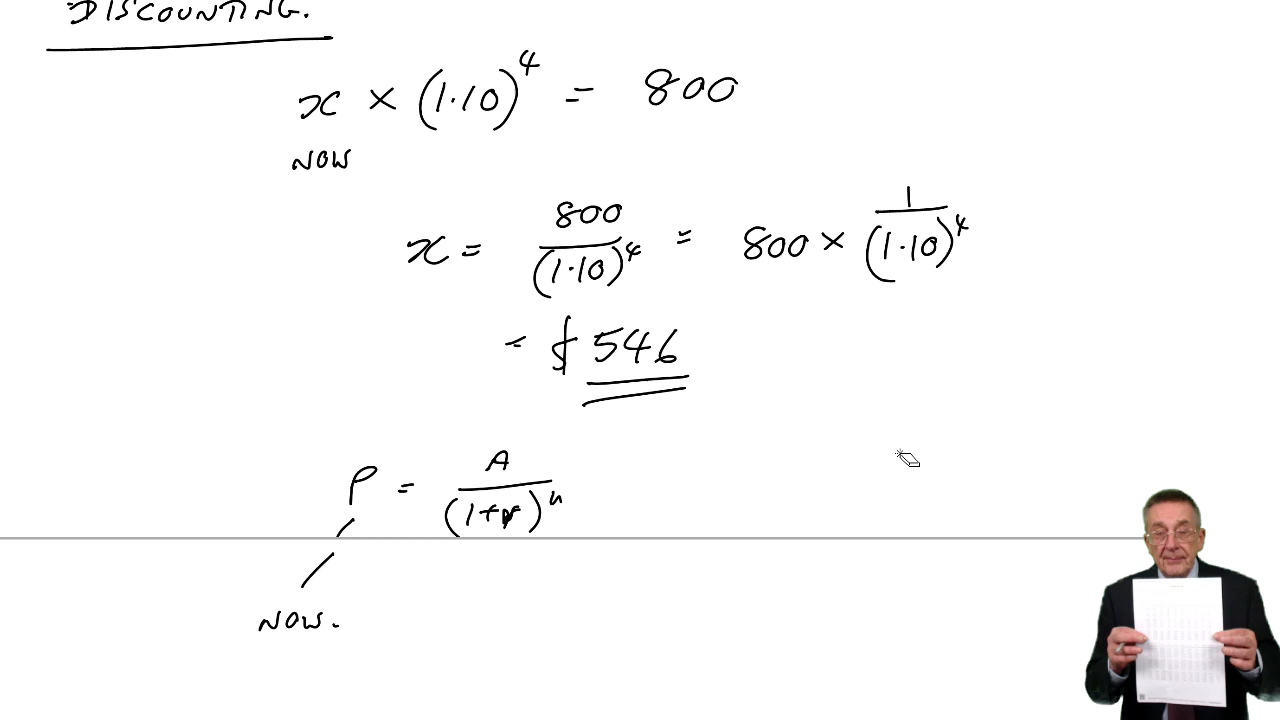 DISCOUNTING.
x × (1·10)^4 = 800
NOW
x = 800/(1·10)^4 = 800 × 1/(1·10)^4
= $546
P = A/(1+r)^n
NOW.